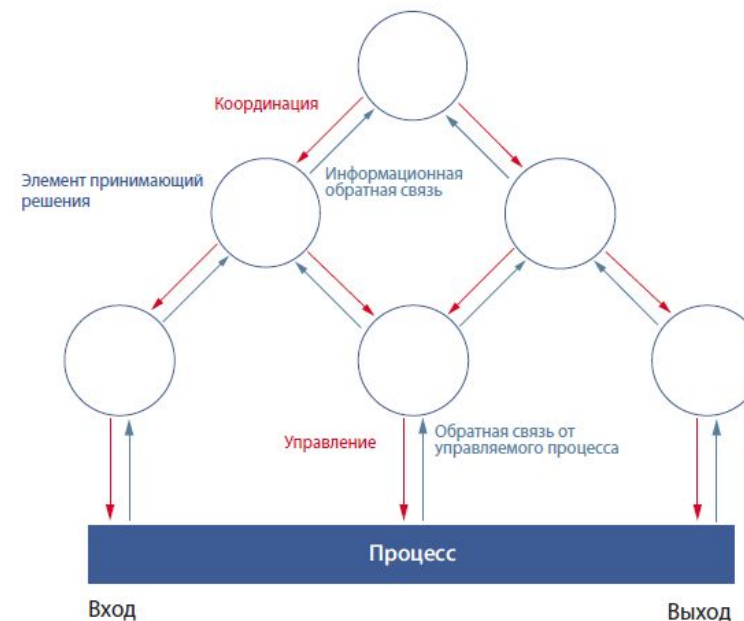 Координация
Элемент принимающий
решения
Информационная
обратная связь
Управление
Обратная связь от
управляемого процесса
Процесс
Вход
Выход